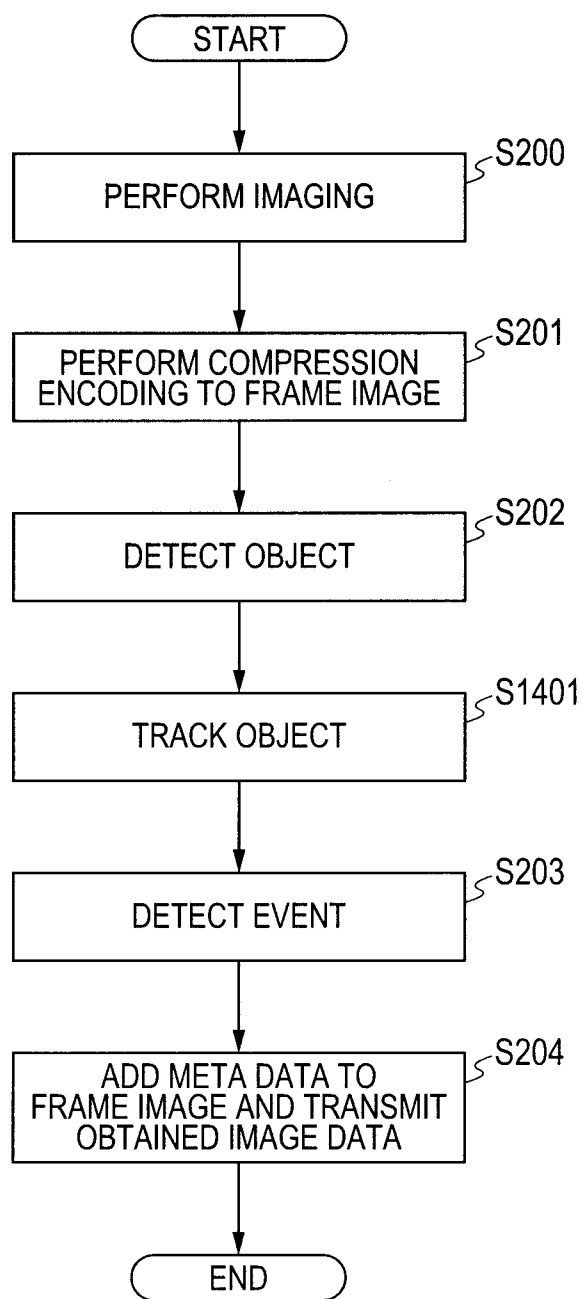 START
S200
PERFORM IMAGING
S201
PERFORM COMPRESSION
ENCODING TO FRAME IMAGE
S202
DETECT OBJECT
S1401
TRACK OBJECT
S203
DETECT EVENT
S204
ADD META DATA TO
FRAME IMAGE AND TRANSMIT
OBTAINED IMAGE DATA
END